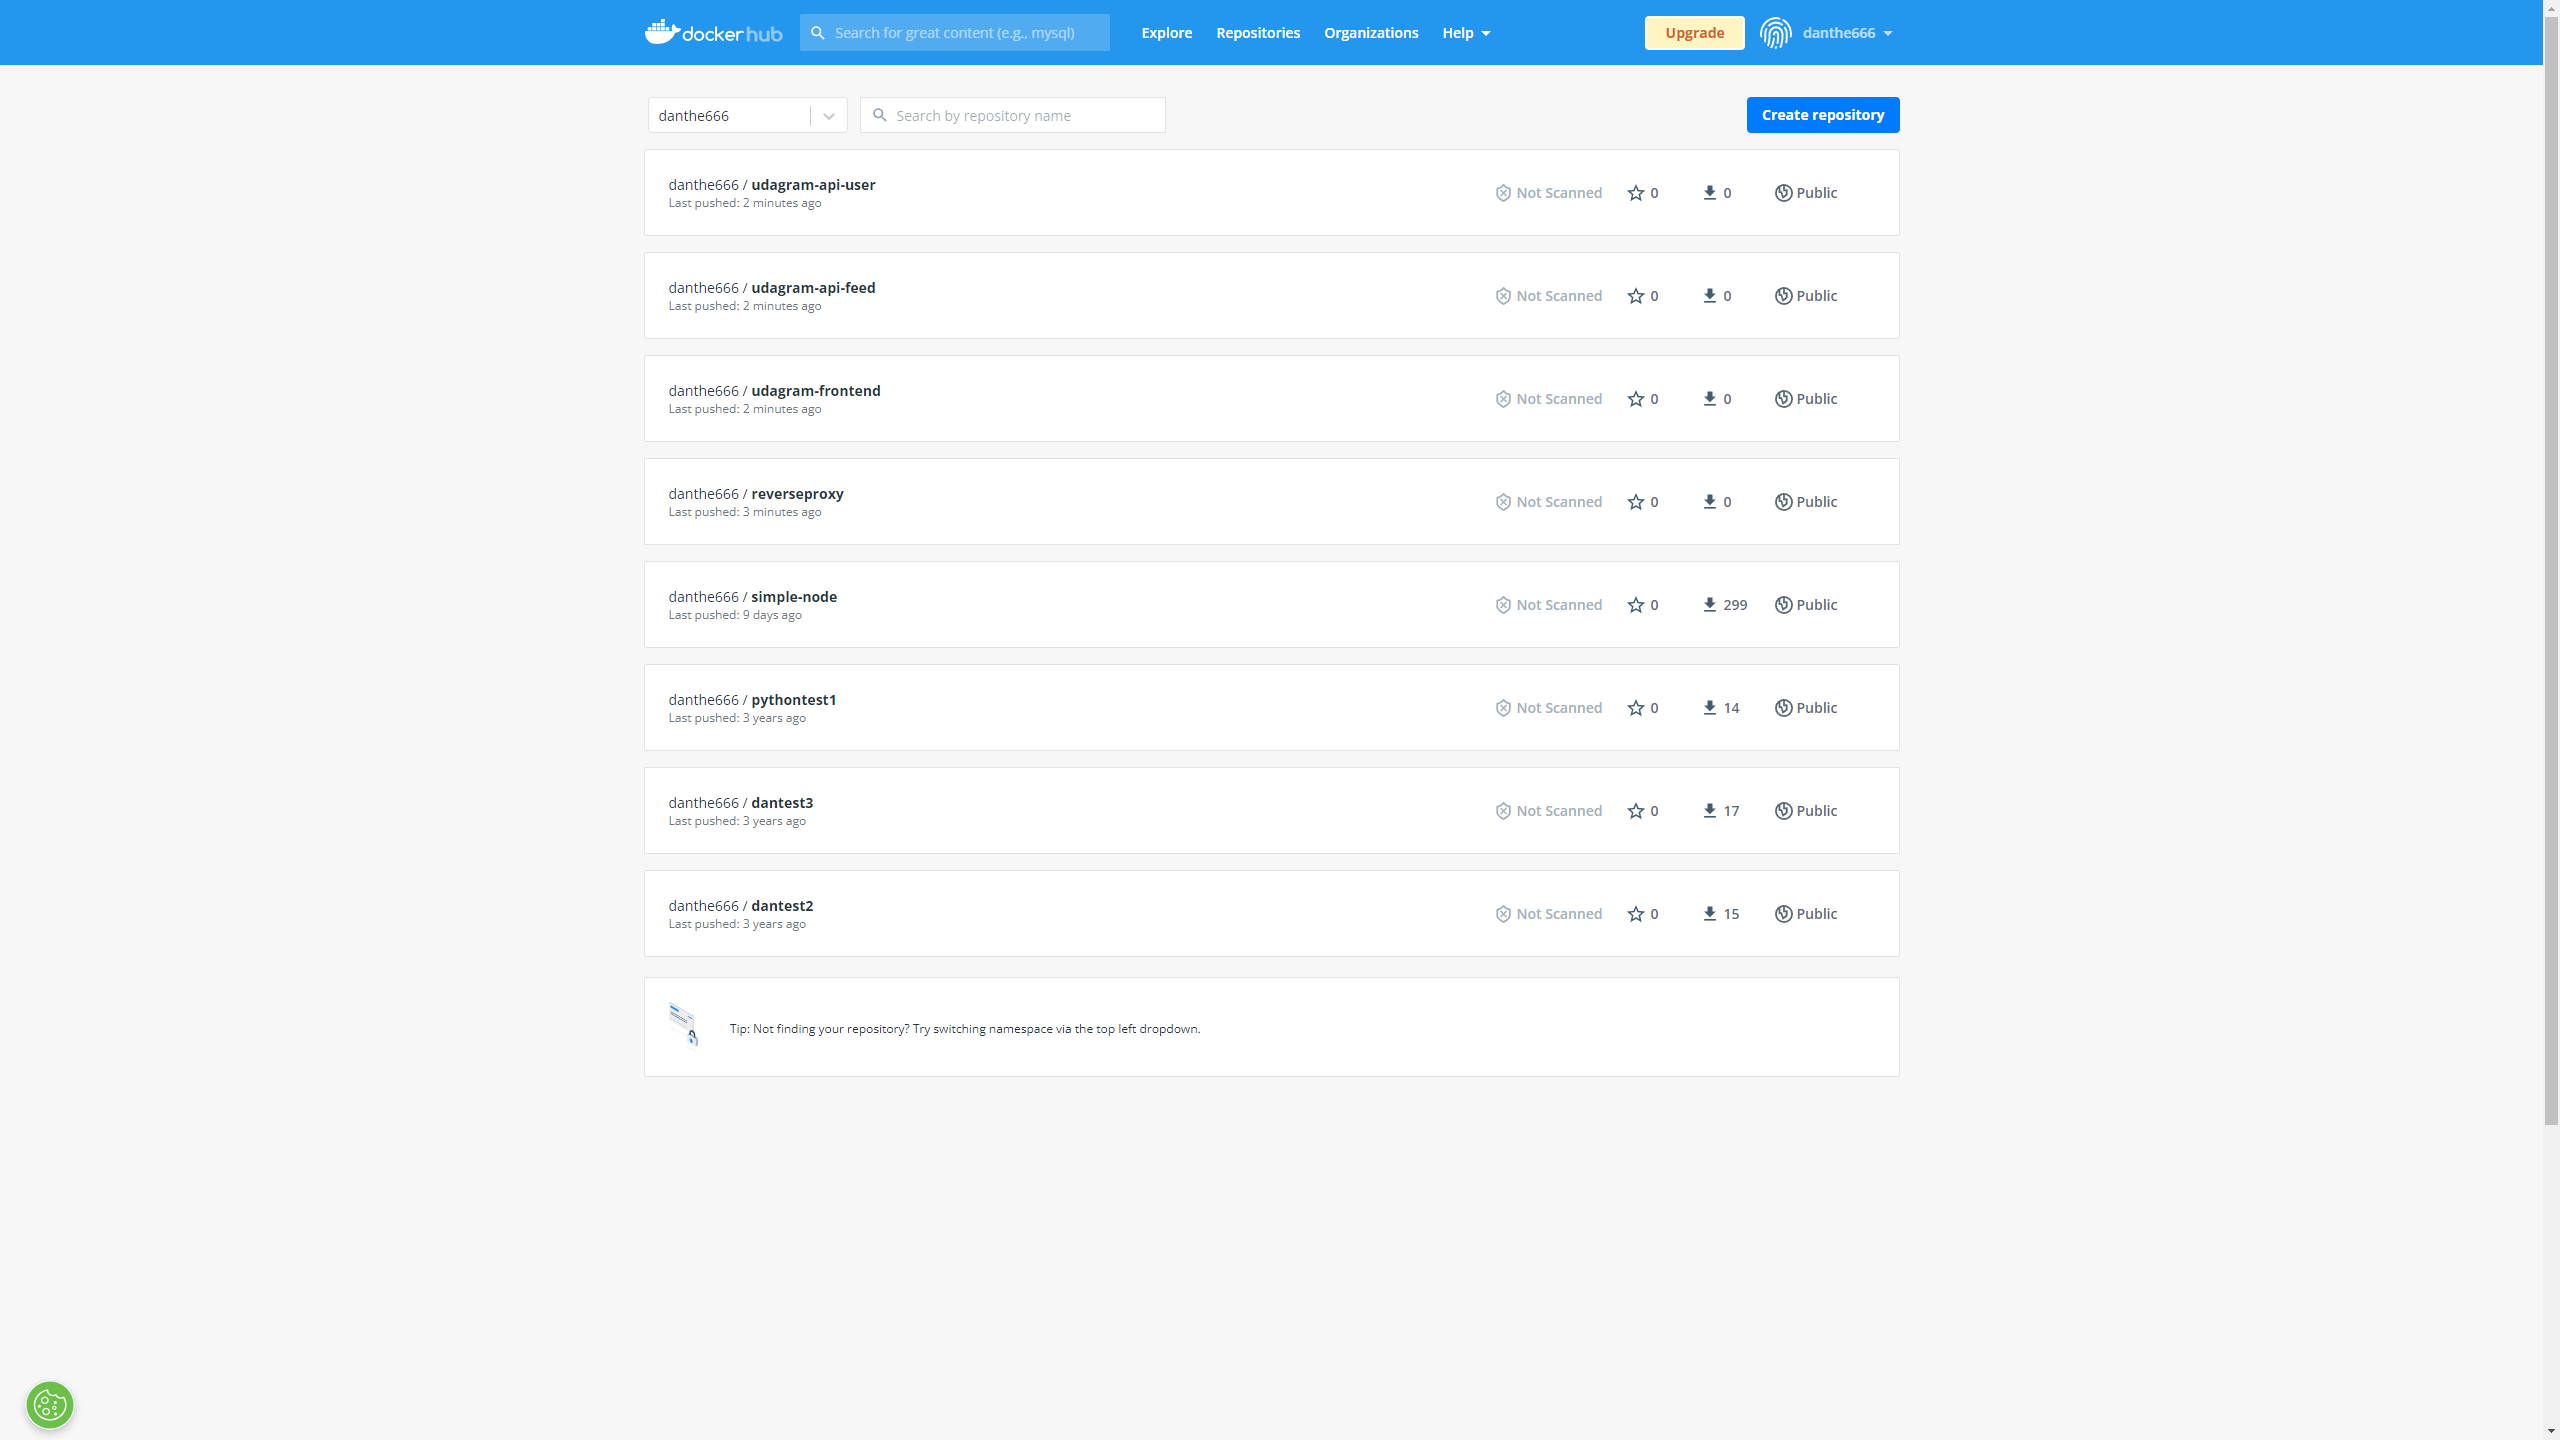 docker hub
Search for great content (e.g., mysql)
Explore
Repositories
Organizations
Help
Upgrade
danthe666
danthe666
Search by repository name
Create repository
danthe666 / udagram-api-user
Last pushed: 2 minutes ago
Not Scanned
0
0
Public
danthe666 / udagram-api-feed
Last pushed: 2 minutes ago
Not Scanned
0
0
Public
danthe666 / udagram-frontend
Last pushed: 2 minutes ago
Not Scanned
0
0
Public
danthe666 / reverseproxy
Last pushed: 3 minutes ago
Not Scanned
0
0
Public
danthe666 / simple-node
Last pushed: 9 days ago
Not Scanned
0
299
Public
danthe666 / pythontest1
Last pushed: 3 years ago
Not Scanned
0
14
Public
danthe666 / dantest3
Last pushed: 3 years ago
Not Scanned
0
17
Public
danthe666 / dantest2
Last pushed: 3 years ago
Not Scanned
0
15
Public
Tip: Not finding your repository? Try switching namespace via the top left dropdown.